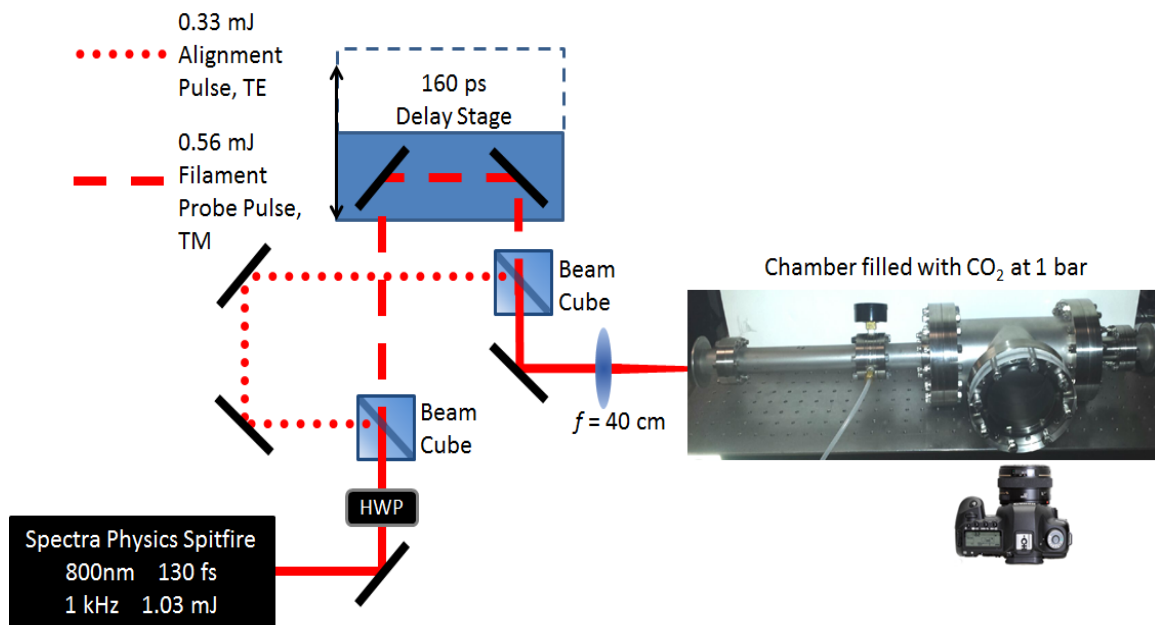 0.33 mJ
Alignment
Pulse, TE
0.56 mJ
Filament
Probe Pulse,
TM
160 ps
Delay Stage
Beam
Cube
Chamber filled with CO₂ at 1 bar
Beam
Cube
f = 40 cm
HWP
Spectra Physics Spitfire
800nm 130 fs
1 kHz 1.03 mJ